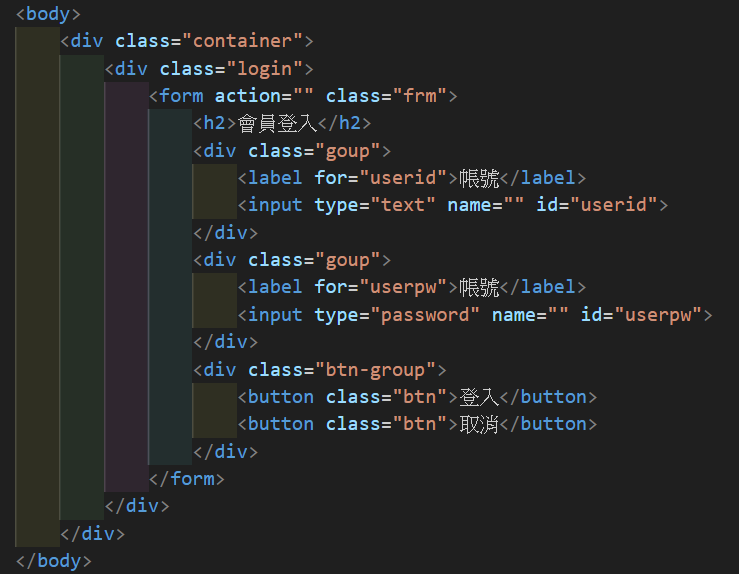 <body>
<div class="container">
<div class="login">
<form action="" class="frm">
<h2>會員登入</h2>
<div class="goup">
<label for="userid">帳號</label>
<input type="text" name="" id="userid">
</div>
<div class="goup">
<label for="userpw">帳號</label>
<input type="password" name="" id="userpw">
</div>
<div class="btn-group">
<button class="btn">登入</button>
<button class="btn">取消</button>
</div>
</form>
</div>
</div>
</body>